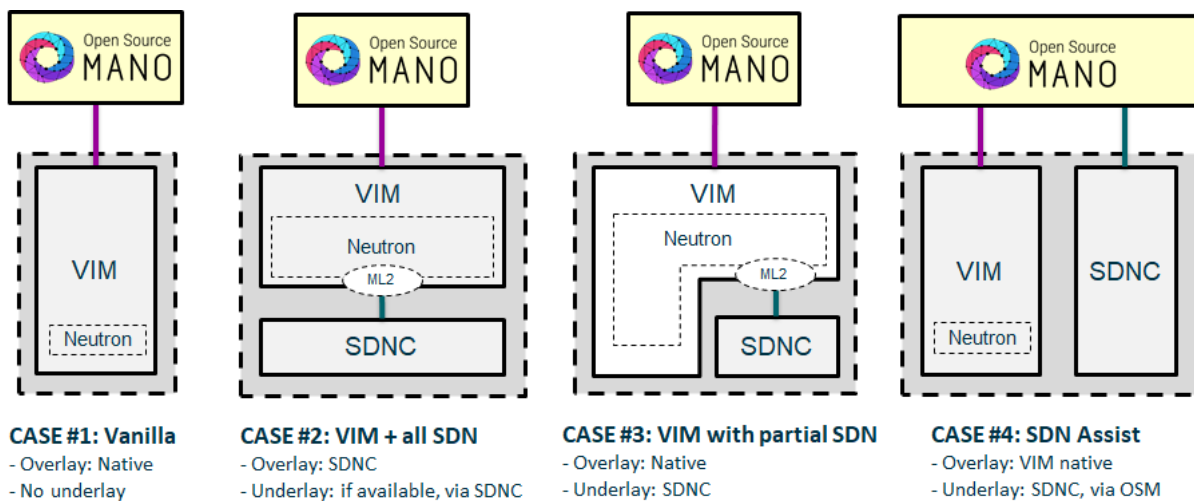 Open Source
MANO
VIM
Neutron
CASE #1: Vanilla
- Overlay: Native
- No underlay
Open Source
MANO
VIM
Neutron
ML2
SDNC
CASE #2: VIM + all SDN
- Overlay: SDNC
- Underlay: if available, via SDNC
Open Source
MANO
VIM
Neutron
ML2
SDNC
CASE #3: VIM with partial SDN
- Overlay: Native
- Underlay: SDNC
Open Source
MANO
VIM
Neutron
SDNC
CASE #4: SDN Assist
- Overlay: VIM native
- Underlay: SDNC, via OSM